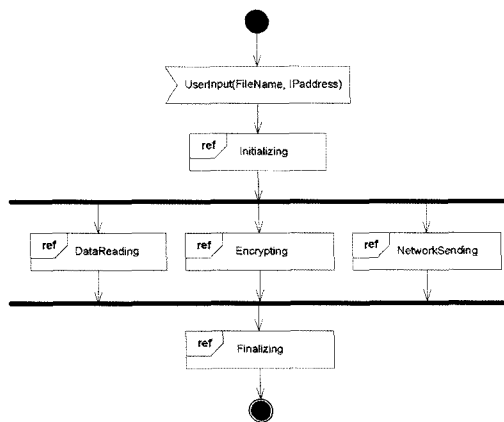 UserInput(FileName, IPaddress)
ref
Initializing
ref
DataReading
ref
Encrypting
ref
NetworkSending
ref
Finalizing